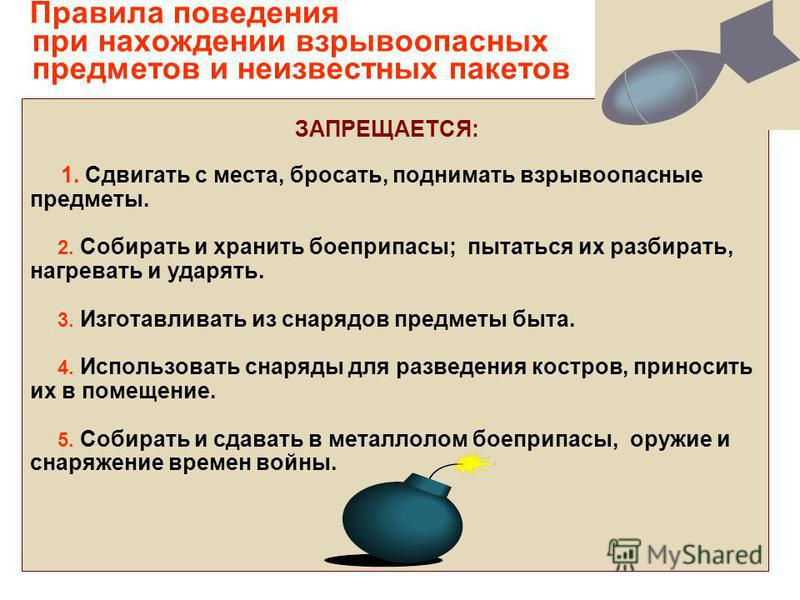 Правила поведения
при нахождении взрывоопасных
предметов и неизвестных пакетов
ЗАПРЕЩАЕТСЯ:
1. Сдвигать с места, бросать, поднимать взрывоопасные
предметы.
2. Собирать и хранить боеприпасы; пытаться их разбирать,
нагревать и ударять.
3. Изготавливать из снарядов предметы быта.
4. Использовать снаряды для разведения костров, приносить
их в помещение.
5. Собирать и сдавать в металлолом боеприпасы, оружие и
снаряжение времен войны.
MyShared